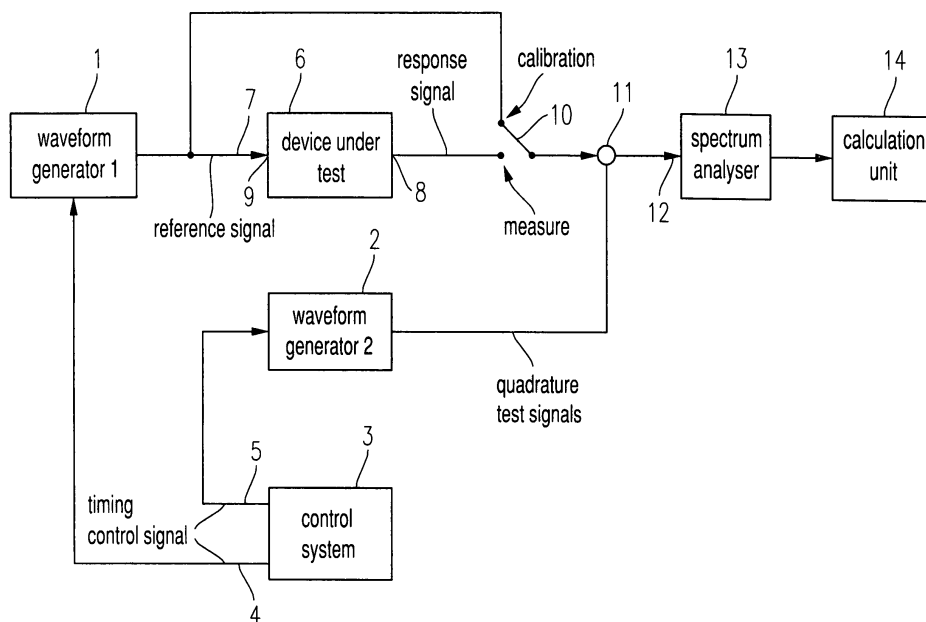 1
waveform
generator 1
7
reference signal
6
device under
test
9
8
response
signal
calibration
10
measure
11
12
13
spectrum
analyser
14
calculation
unit
2
waveform
generator 2
quadrature
test signals
5
3
control
system
timing
control signal
4